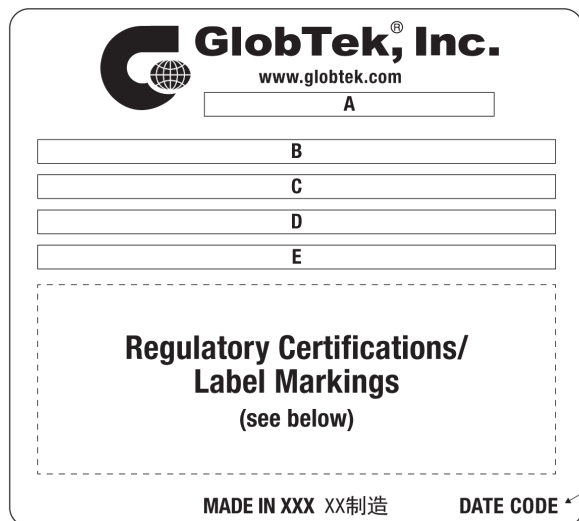 GlobTek,® Inc.
www.globtek.com
A
B
C
D
E
Regulatory Certifications/
Label Markings
(see below)
MADE IN XXX XX制造 DATE CODE